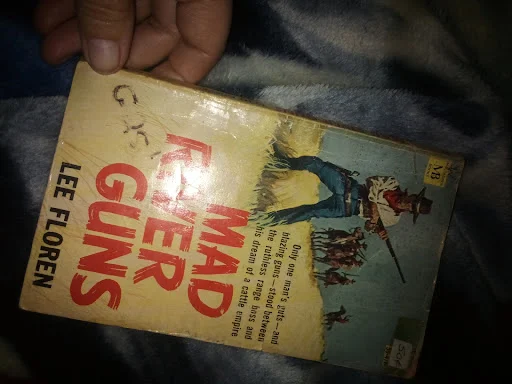 Only one man's guts—and
blazing guns—stood between
the ruthless range boss and
his dream of a cattle empire
MAD
RIVER
GUNS
LEE FLOREN